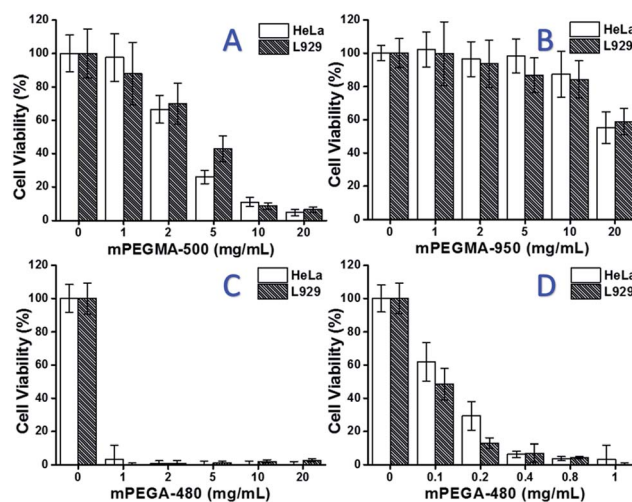 A
HeLa
L929
Cell Viability (%)
120
100
80
60
40
20
0
0 1 2 5 10 20
mPEGMA-500 (mg/mL)
B
HeLa
L929
Cell Viability (%)
120
100
80
60
40
20
0
0 1 2 5 10 20
mPEGMA-950 (mg/mL)
C
HeLa
L929
Cell Viability (%)
120
100
80
60
40
20
0
0 1 2 5 10 20
mPEGA-480 (mg/mL)
D
HeLa
L929
Cell Viability (%)
120
100
80
60
40
20
0
0 0.1 0.2 0.4 0.8 1
mPEGA-480 (mg/mL)